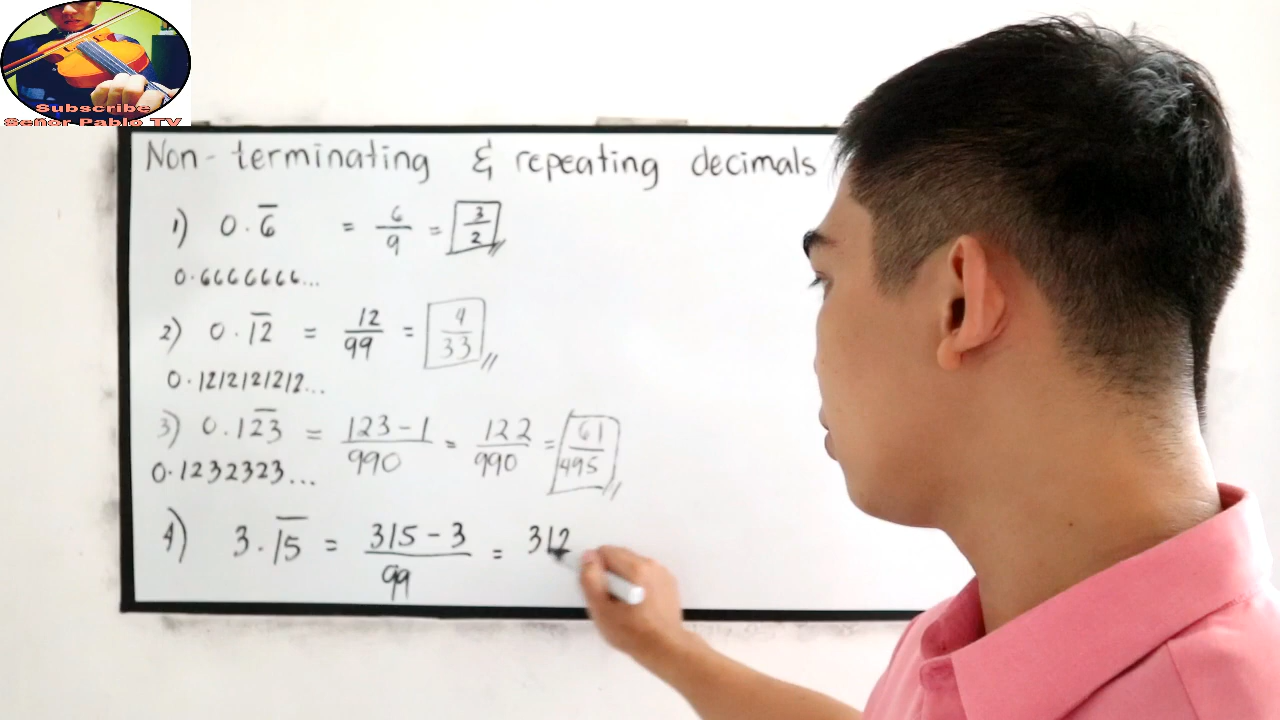 Subscribe
Señor Pablo TV
Non-terminating & repeating decimals
1) 0.6̅ = 6/9 = 3/2
0.6666666...
2) 0.1̅2̅ = 12/99 = 4/33
0.1212121212...
3) 0.12̅3̅ = 123-1/990 = 122/990 = 61/495
0.1232323...
4) 3.1̅5̅ = 315-3/99 = 312